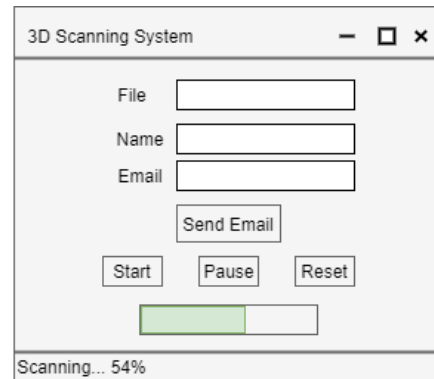 3D Scanning System
File
Name
Email
Send Email
Start Pause Reset
Scanning... 54%